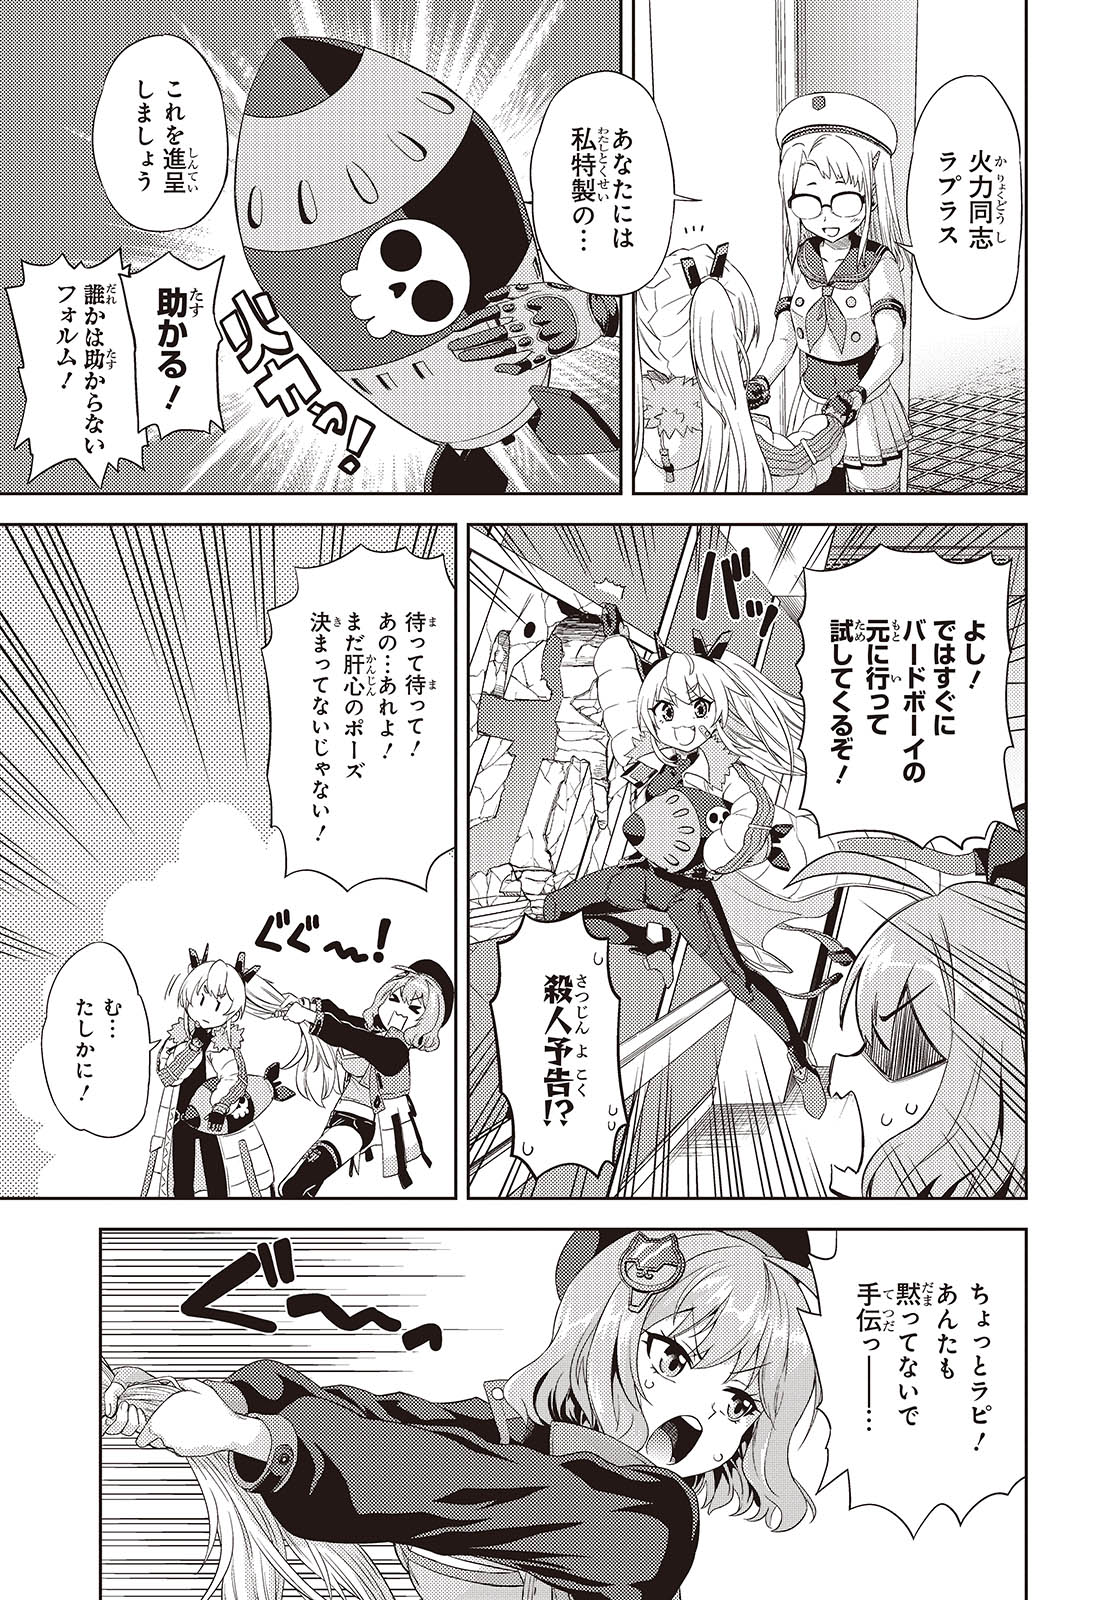 火力同志
ラプラス
あなたには
私特製の…
これを進呈
しましょう
火キーか！
助かる！
誰かは助からない
フォルム！
よし！
ではすぐに
バードボーイの
元に行って
試してくるぞ！
バッ
殺人予告!?
待って待って！
あの…あれよ！
まだ肝心のポーズ
決まってないじゃない！
ぐぐ〜！
む…
たしかに！
ちょっとラピ！
あんたも
黙ってないで
手伝っ――…
ぐぐ〜